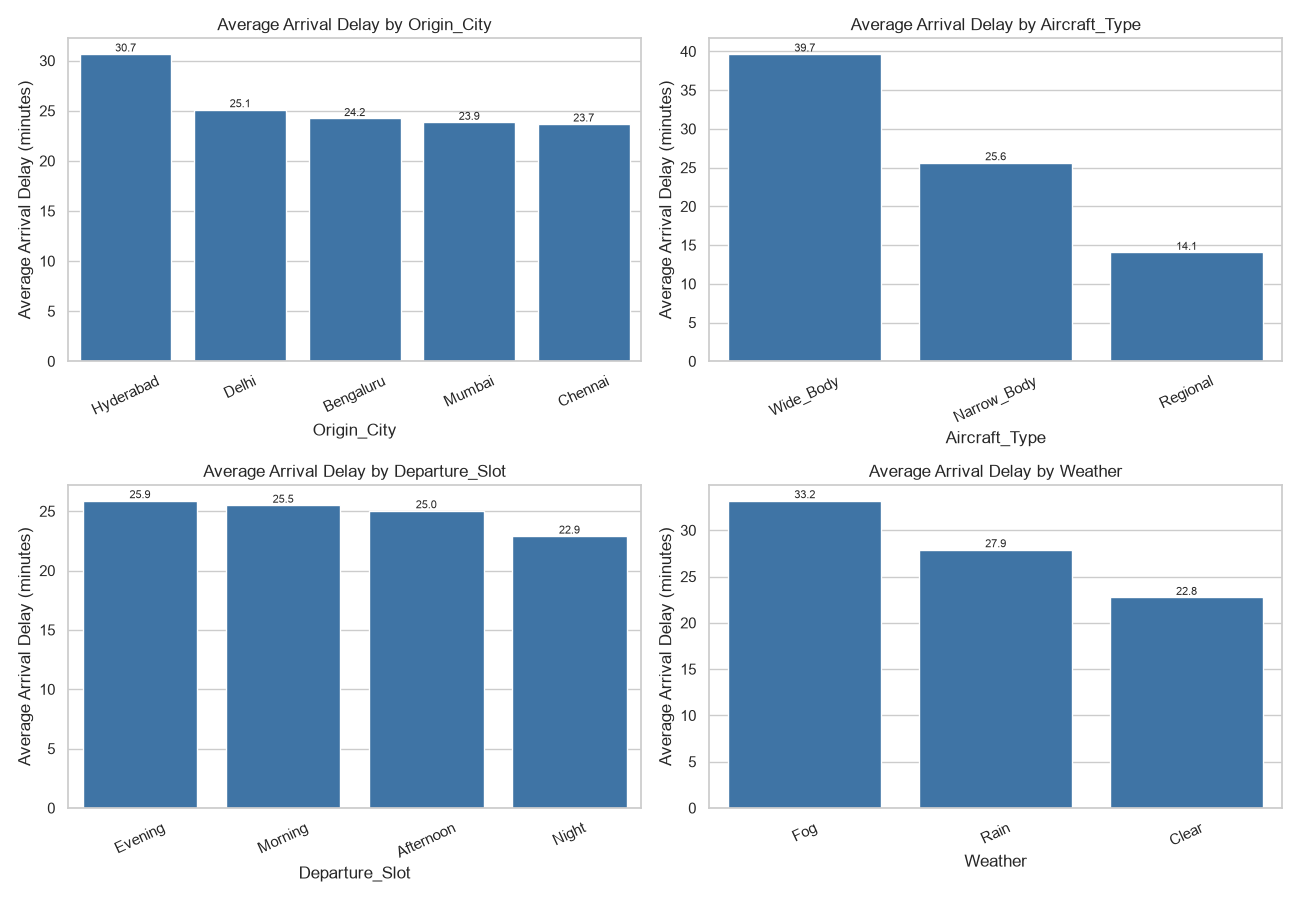 Average Arrival Delay by Origin_City
Average Arrival Delay (minutes)
30
25
20
15
10
5
0
30.7
25.1
24.2
23.9
23.7
Hyderabad
Delhi
Bengaluru
Mumbai
Chennai
Origin_City
Average Arrival Delay by Aircraft_Type
Average Arrival Delay (minutes)
40
35
30
25
20
15
10
5
0
39.7
25.6
14.1
Wide_Body
Narrow_Body
Regional
Aircraft_Type
Average Arrival Delay by Departure_Slot
Average Arrival Delay (minutes)
25
20
15
10
5
0
25.9
25.5
25.0
22.9
Evening
Morning
Afternoon
Night
Departure_Slot
Average Arrival Delay by Weather
Average Arrival Delay (minutes)
30
25
20
15
10
5
0
33.2
27.9
22.8
Fog
Rain
Clear
Weather